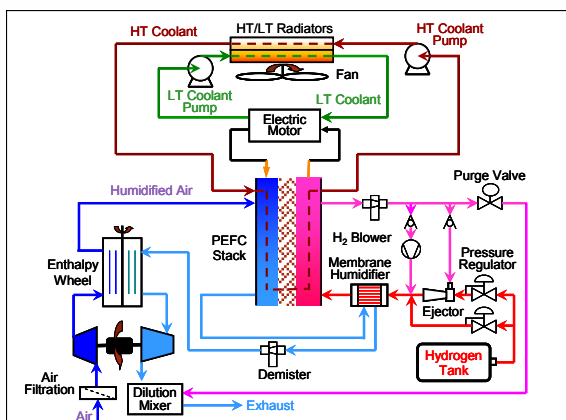 HT Coolant
HT/LT Radiators
HT Coolant
Pump
Fan
LT Coolant
Pump
LT Coolant
Electric
Motor
Humidified Air
Purge Valve
PEFC
Stack
H2 Blower
Membrane
Humidifier
Pressure
Regulator
Enthalpy
Wheel
Ejector
Hydrogen
Tank
Demister
Air
Filtration
Dilution
Mixer
Exhaust
Air